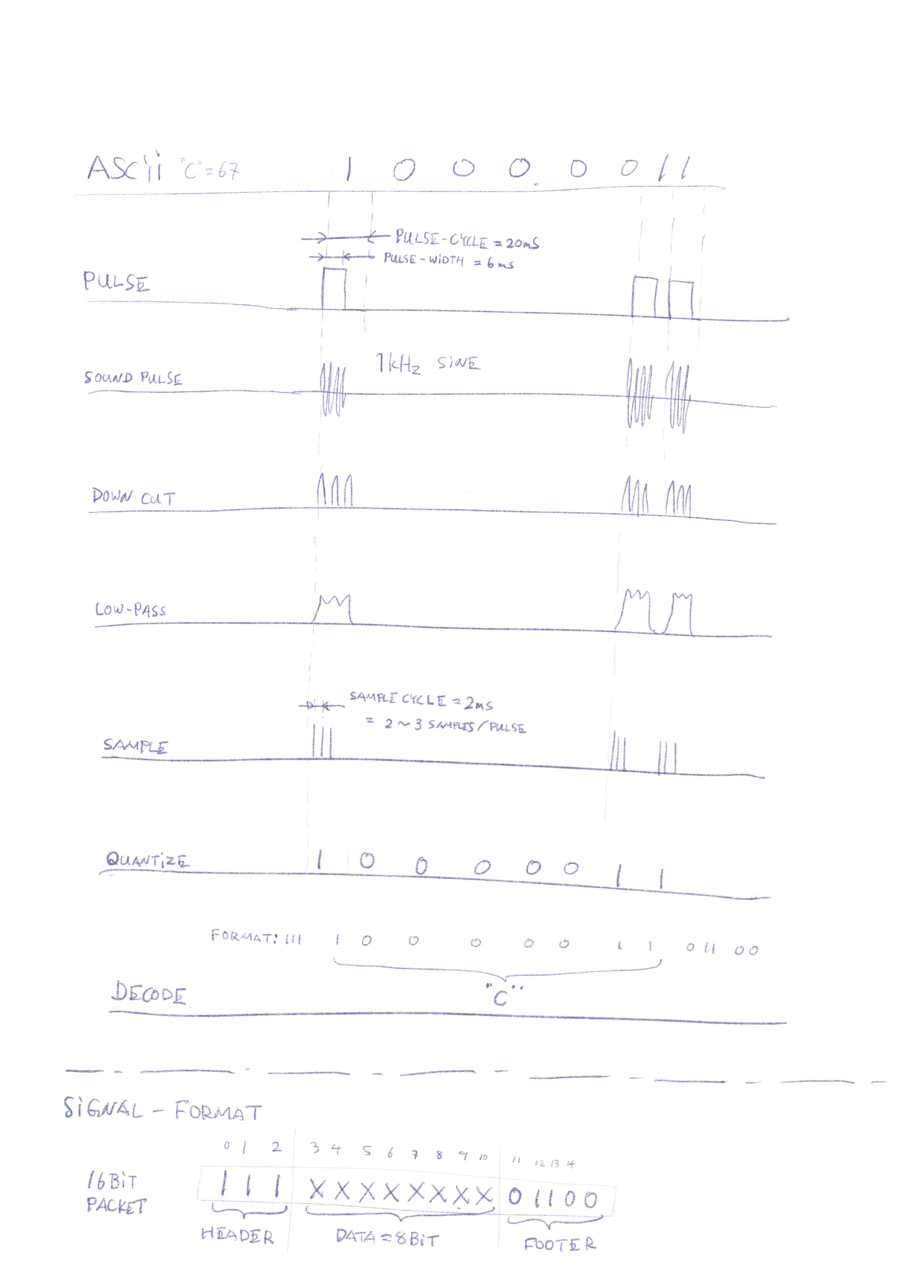 ASCii "C"=67 1 0 0 0 0 0 1 1
PULSE-CYCLE = 20mS
PULSE-WIDTH = 6mS
PULSE
1kHz SiNE
SOUND PULSE
DOWN CUT
LOW-PASS
SAMPLE CYCLE = 2mS
= 2 ~ 3 SAMPLES / PULSE
SAMPLE
QUANTiZE 1 0 0 0 0 0 1 1
FORMAT: 111 1 0 0 0 0 0 1 1 0 11 00
"C"
DECODE
SiGNAL - FORMAT
0 1 2 3 4 5 6 7 8 9 10 11 12 13 14
16BiT
PACKET
1 1 1 X X X X X X X X 0 1 1 0 0
HEADER DATA = 8BiT FOOTER